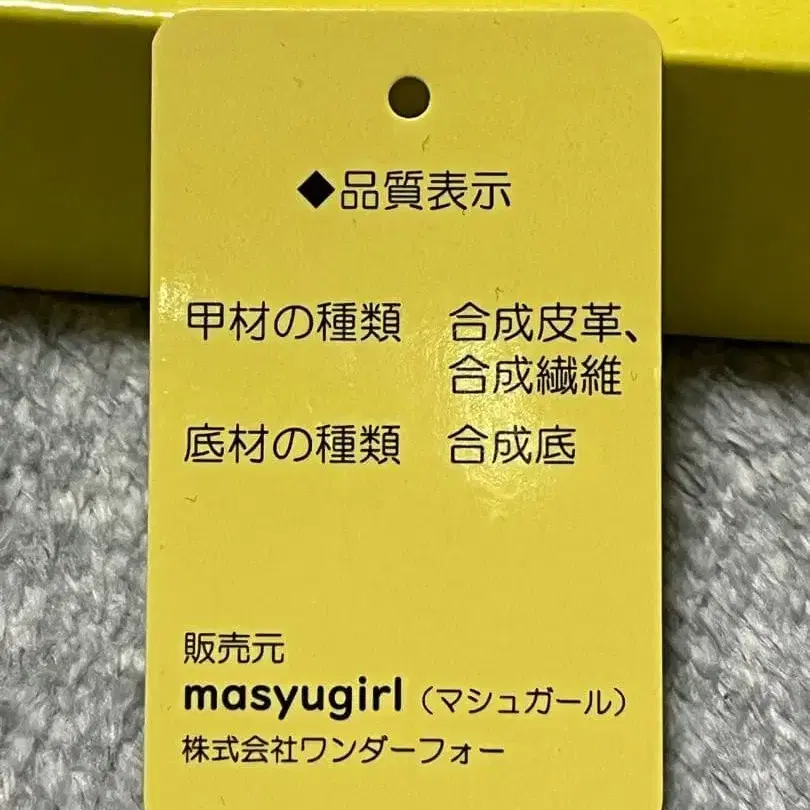 ◆品質表示
甲材の種類　合成皮革、
合成繊維
底材の種類　合成底
販売元
masyugirl（マシュガール）
株式会社ワンダーフォー